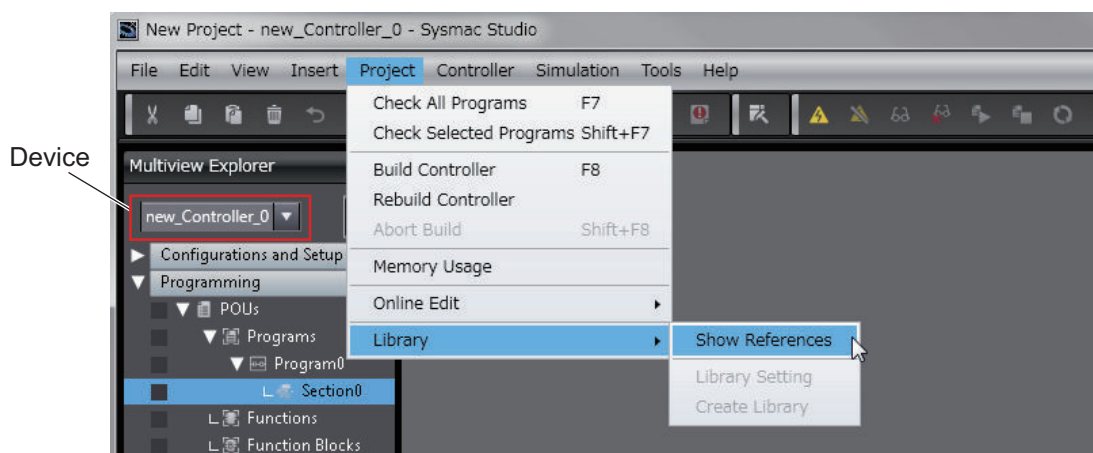 New Project - new_Controller_0 - Sysmac Studio
File Edit View Insert Project Controller Simulation Tools Help
Check All Programs F7
Check Selected Programs Shift+F7
Device
Multiview Explorer
Build Controller F8
Rebuild Controller
new_Controller_0
Abort Build Shift+F8
Configurations and Setup
Memory Usage
Programming
POUs
Online Edit
Programs
Library
Show References
Program0
Library Setting
Section0
Create Library
Functions
Function Blocks